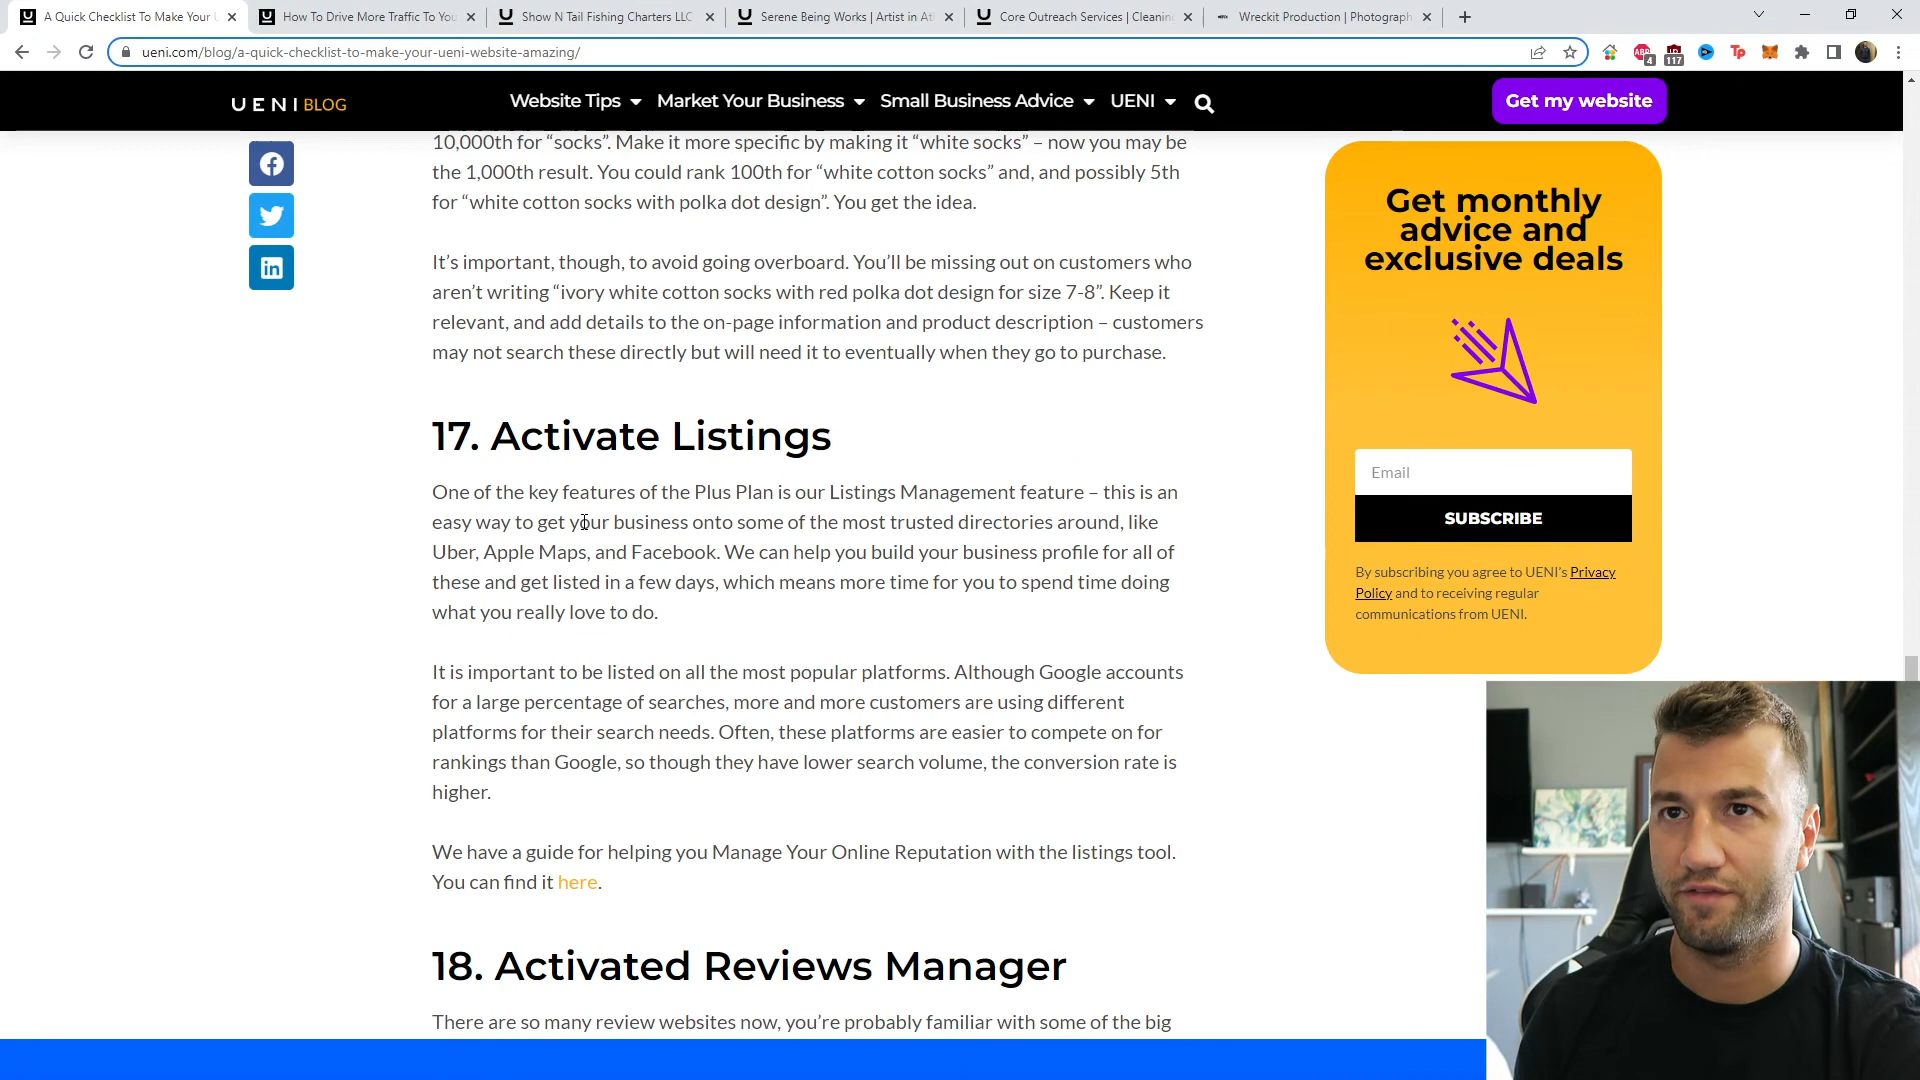 A Quick Checklist To Make Your U
How To Drive More Traffic To You
Show N Tail Fishing Charters LLC
Serene Being Works | Artist in Atl
Core Outreach Services | Cleaning
Wreckit Production | Photograph
ueni.com/blog/a-quick-checklist-to-make-your-ueni-website-amazing/
4
117
UENI BLOG
Website Tips
Market Your Business
Small Business Advice
UENI
Get my website
10,000th for “socks”. Make it more specific by making it “white socks” – now you may be
the 1,000th result. You could rank 100th for “white cotton socks” and, and possibly 5th
for “white cotton socks with polka dot design”. You get the idea.
It’s important, though, to avoid going overboard. You’ll be missing out on customers who
aren’t writing “ivory white cotton socks with red polka dot design for size 7-8”. Keep it
relevant, and add details to the on-page information and product description – customers
may not search these directly but will need it to eventually when they go to purchase.
17. Activate Listings
One of the key features of the Plus Plan is our Listings Management feature – this is an
easy way to get your business onto some of the most trusted directories around, like
Uber, Apple Maps, and Facebook. We can help you build your business profile for all of
these and get listed in a few days, which means more time for you to spend time doing
what you really love to do.
It is important to be listed on all the most popular platforms. Although Google accounts
for a large percentage of searches, more and more customers are using different
platforms for their search needs. Often, these platforms are easier to compete on for
rankings than Google, so though they have lower search volume, the conversion rate is
higher.
We have a guide for helping you Manage Your Online Reputation with the listings tool.
You can find it here.
18. Activated Reviews Manager
There are so many review websites now, you’re probably familiar with some of the big
Get monthly
advice and
exclusive deals
Email
SUBSCRIBE
By subscribing you agree to UENI’s Privacy
Policy and to receiving regular
communications from UENI.